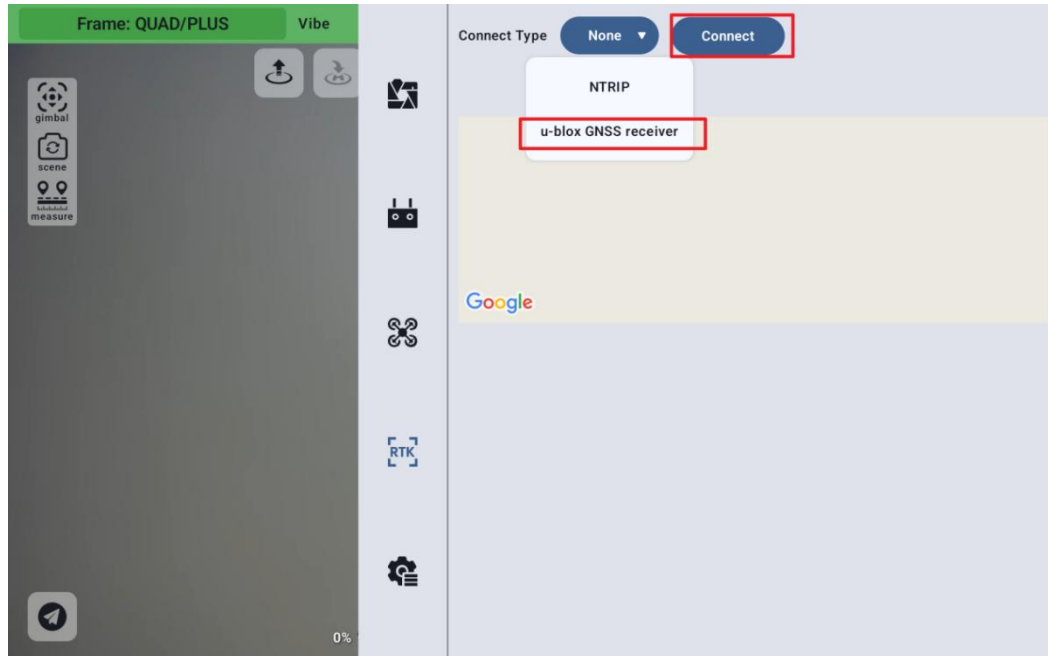 Frame: QUAD/PLUS Vibe
gimbal
scene
measure
0%
Connect Type None Connect
NTRIP
u-blox GNSS receiver
Google
RTK